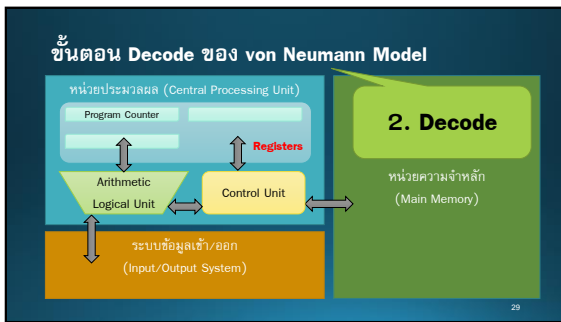 ขั้นตอน Decode ของ von Neumann Model
หน่วยประมวลผล (Central Processing Unit)
Program Counter
Registers
Arithmetic
Logical Unit
Control Unit
2. Decode
หน่วยความจำหลัก
(Main Memory)
ระบบข้อมูลเข้า/ออก
(Input/Output System)
29